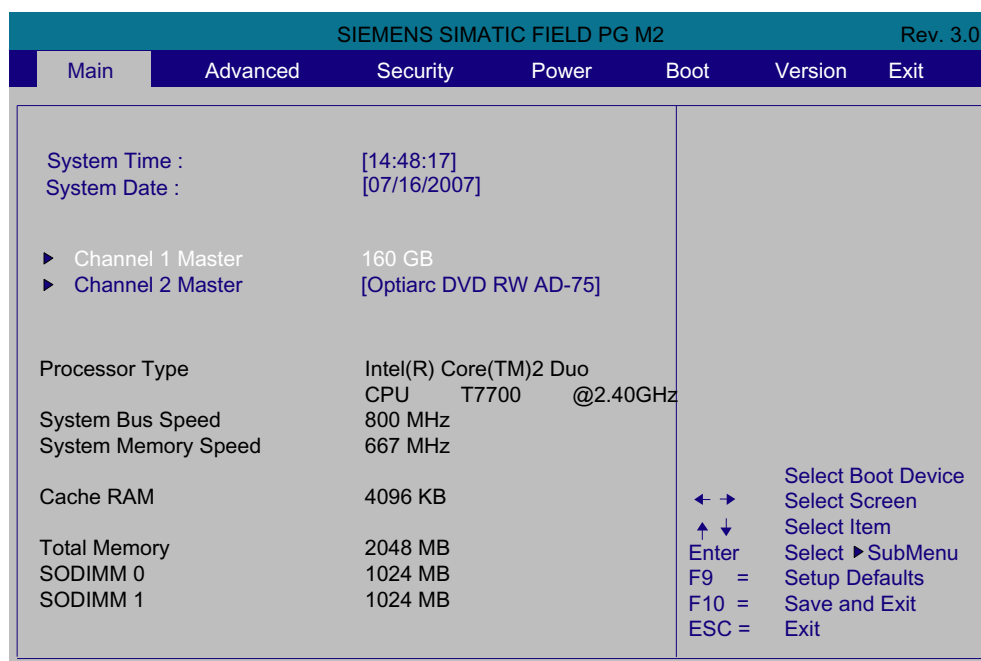 SIEMENS SIMATIC FIELD PG M2 Rev. 3.0
Main Advanced Security Power Boot Version Exit
System Time : [14:48:17]
System Date : [07/16/2007]
▶ Channel 1 Master 160 GB
▶ Channel 2 Master [Optiarc DVD RW AD-75]
Processor Type Intel(R) Core(TM)2 Duo
CPU T7700 @2.40GHz
System Bus Speed 800 MHz
System Memory Speed 667 MHz
Cache RAM 4096 KB
Total Memory 2048 MB
SODIMM 0 1024 MB
SODIMM 1 1024 MB
Select Boot Device
← → Select Screen
↑ ↓ Select Item
Enter Select ▶ SubMenu
F9 = Setup Defaults
F10 = Save and Exit
ESC = Exit